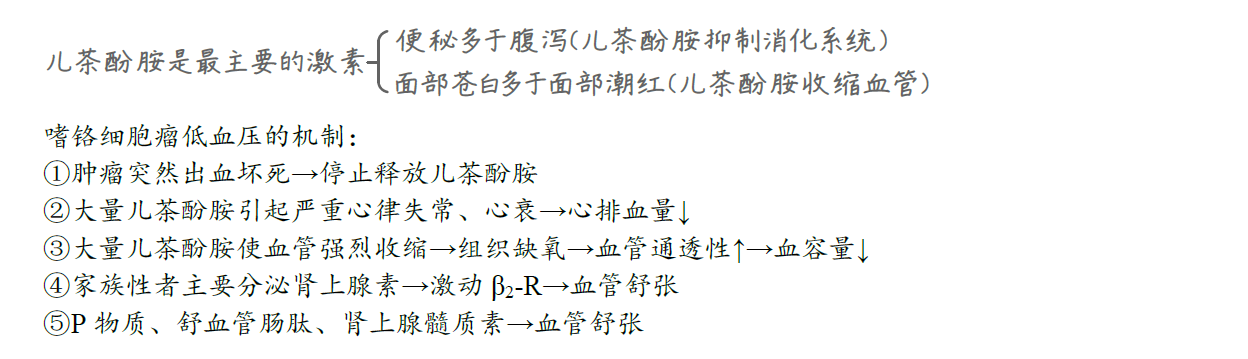 儿茶酚胺是最主要的激素
便秘多于腹泻(儿茶酚胺抑制消化系统)
面部苍白多于面部潮红(儿茶酚胺收缩血管)
嗜铬细胞瘤低血压的机制：
①肿瘤突然出血坏死→停止释放儿茶酚胺
②大量儿茶酚胺引起严重心律失常、心衰→心排血量↓
③大量儿茶酚胺使血管强烈收缩→组织缺氧→血管通透性↑→血容量↓
④家族性者主要分泌肾上腺素→激动 β₂-R→血管舒张
⑤P 物质、舒血管肠肽、肾上腺髓质素→血管舒张